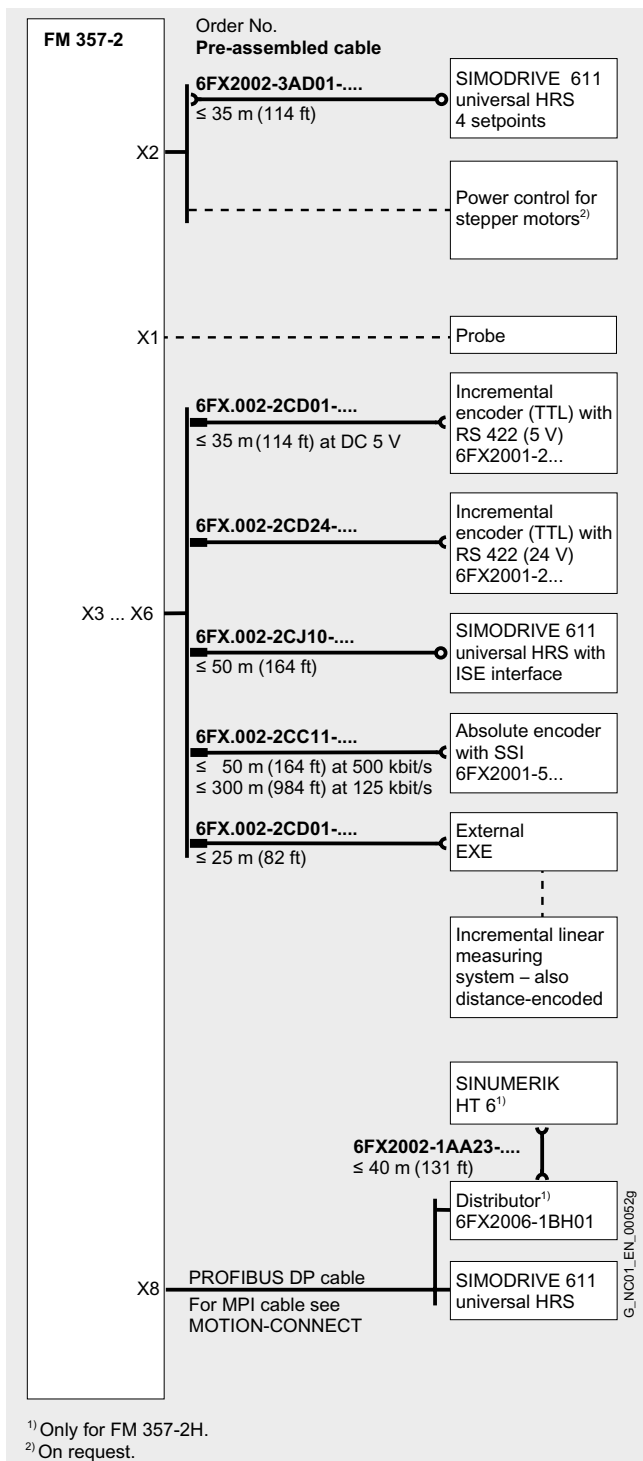 FM 357-2
Order No.
Pre-assembled cable
6FX2002-3AD01-....
≤ 35 m (114 ft)
SIMODRIVE 611
universal HRS
4 setpoints
X2
Power control for
stepper motors2)
X1
Probe
6FX.002-2CD01-....
≤ 35 m (114 ft) at DC 5 V
Incremental
encoder (TTL) with
RS 422 (5 V)
6FX2001-2...
6FX.002-2CD24-....
Incremental
encoder (TTL) with
RS 422 (24 V)
6FX2001-2...
X3 ... X6
6FX.002-2CJ10-....
≤ 50 m (164 ft)
SIMODRIVE 611
universal HRS with
ISE interface
6FX.002-2CC11-....
≤ 50 m (164 ft) at 500 kbit/s
≤ 300 m (984 ft) at 125 kbit/s
Absolute encoder
with SSI
6FX2001-5...
6FX.002-2CD01-....
≤ 25 m (82 ft)
External
EXE
Incremental linear
measuring
system – also
distance-encoded
SINUMERIK
HT 61)
6FX2002-1AA23-....
≤ 40 m (131 ft)
Distributor1)
6FX2006-1BH01
X8
PROFIBUS DP cable
For MPI cable see
MOTION-CONNECT
SIMODRIVE 611
universal HRS
G_NC01_EN_00052g
1) Only for FM 357-2H.
2) On request.